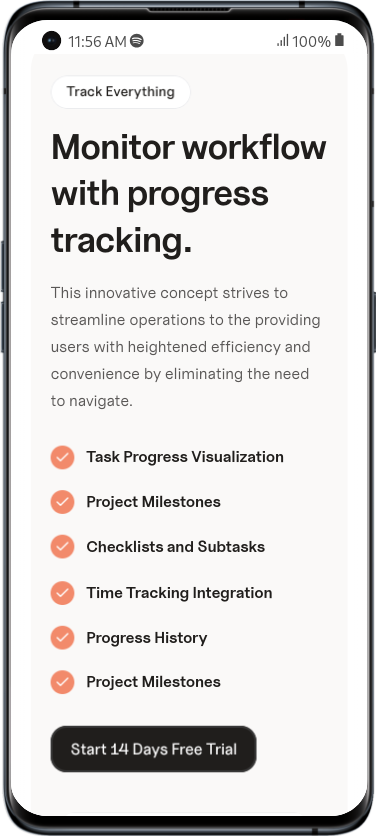 11:56 AM 100%
Track Everything
Monitor workflow
with progress
tracking.
This innovative concept strives to
streamline operations to the providing
users with heightened efficiency and
convenience by eliminating the need
to navigate.
Task Progress Visualization
Project Milestones
Checklists and Subtasks
Time Tracking Integration
Progress History
Project Milestones
Start 14 Days Free Trial